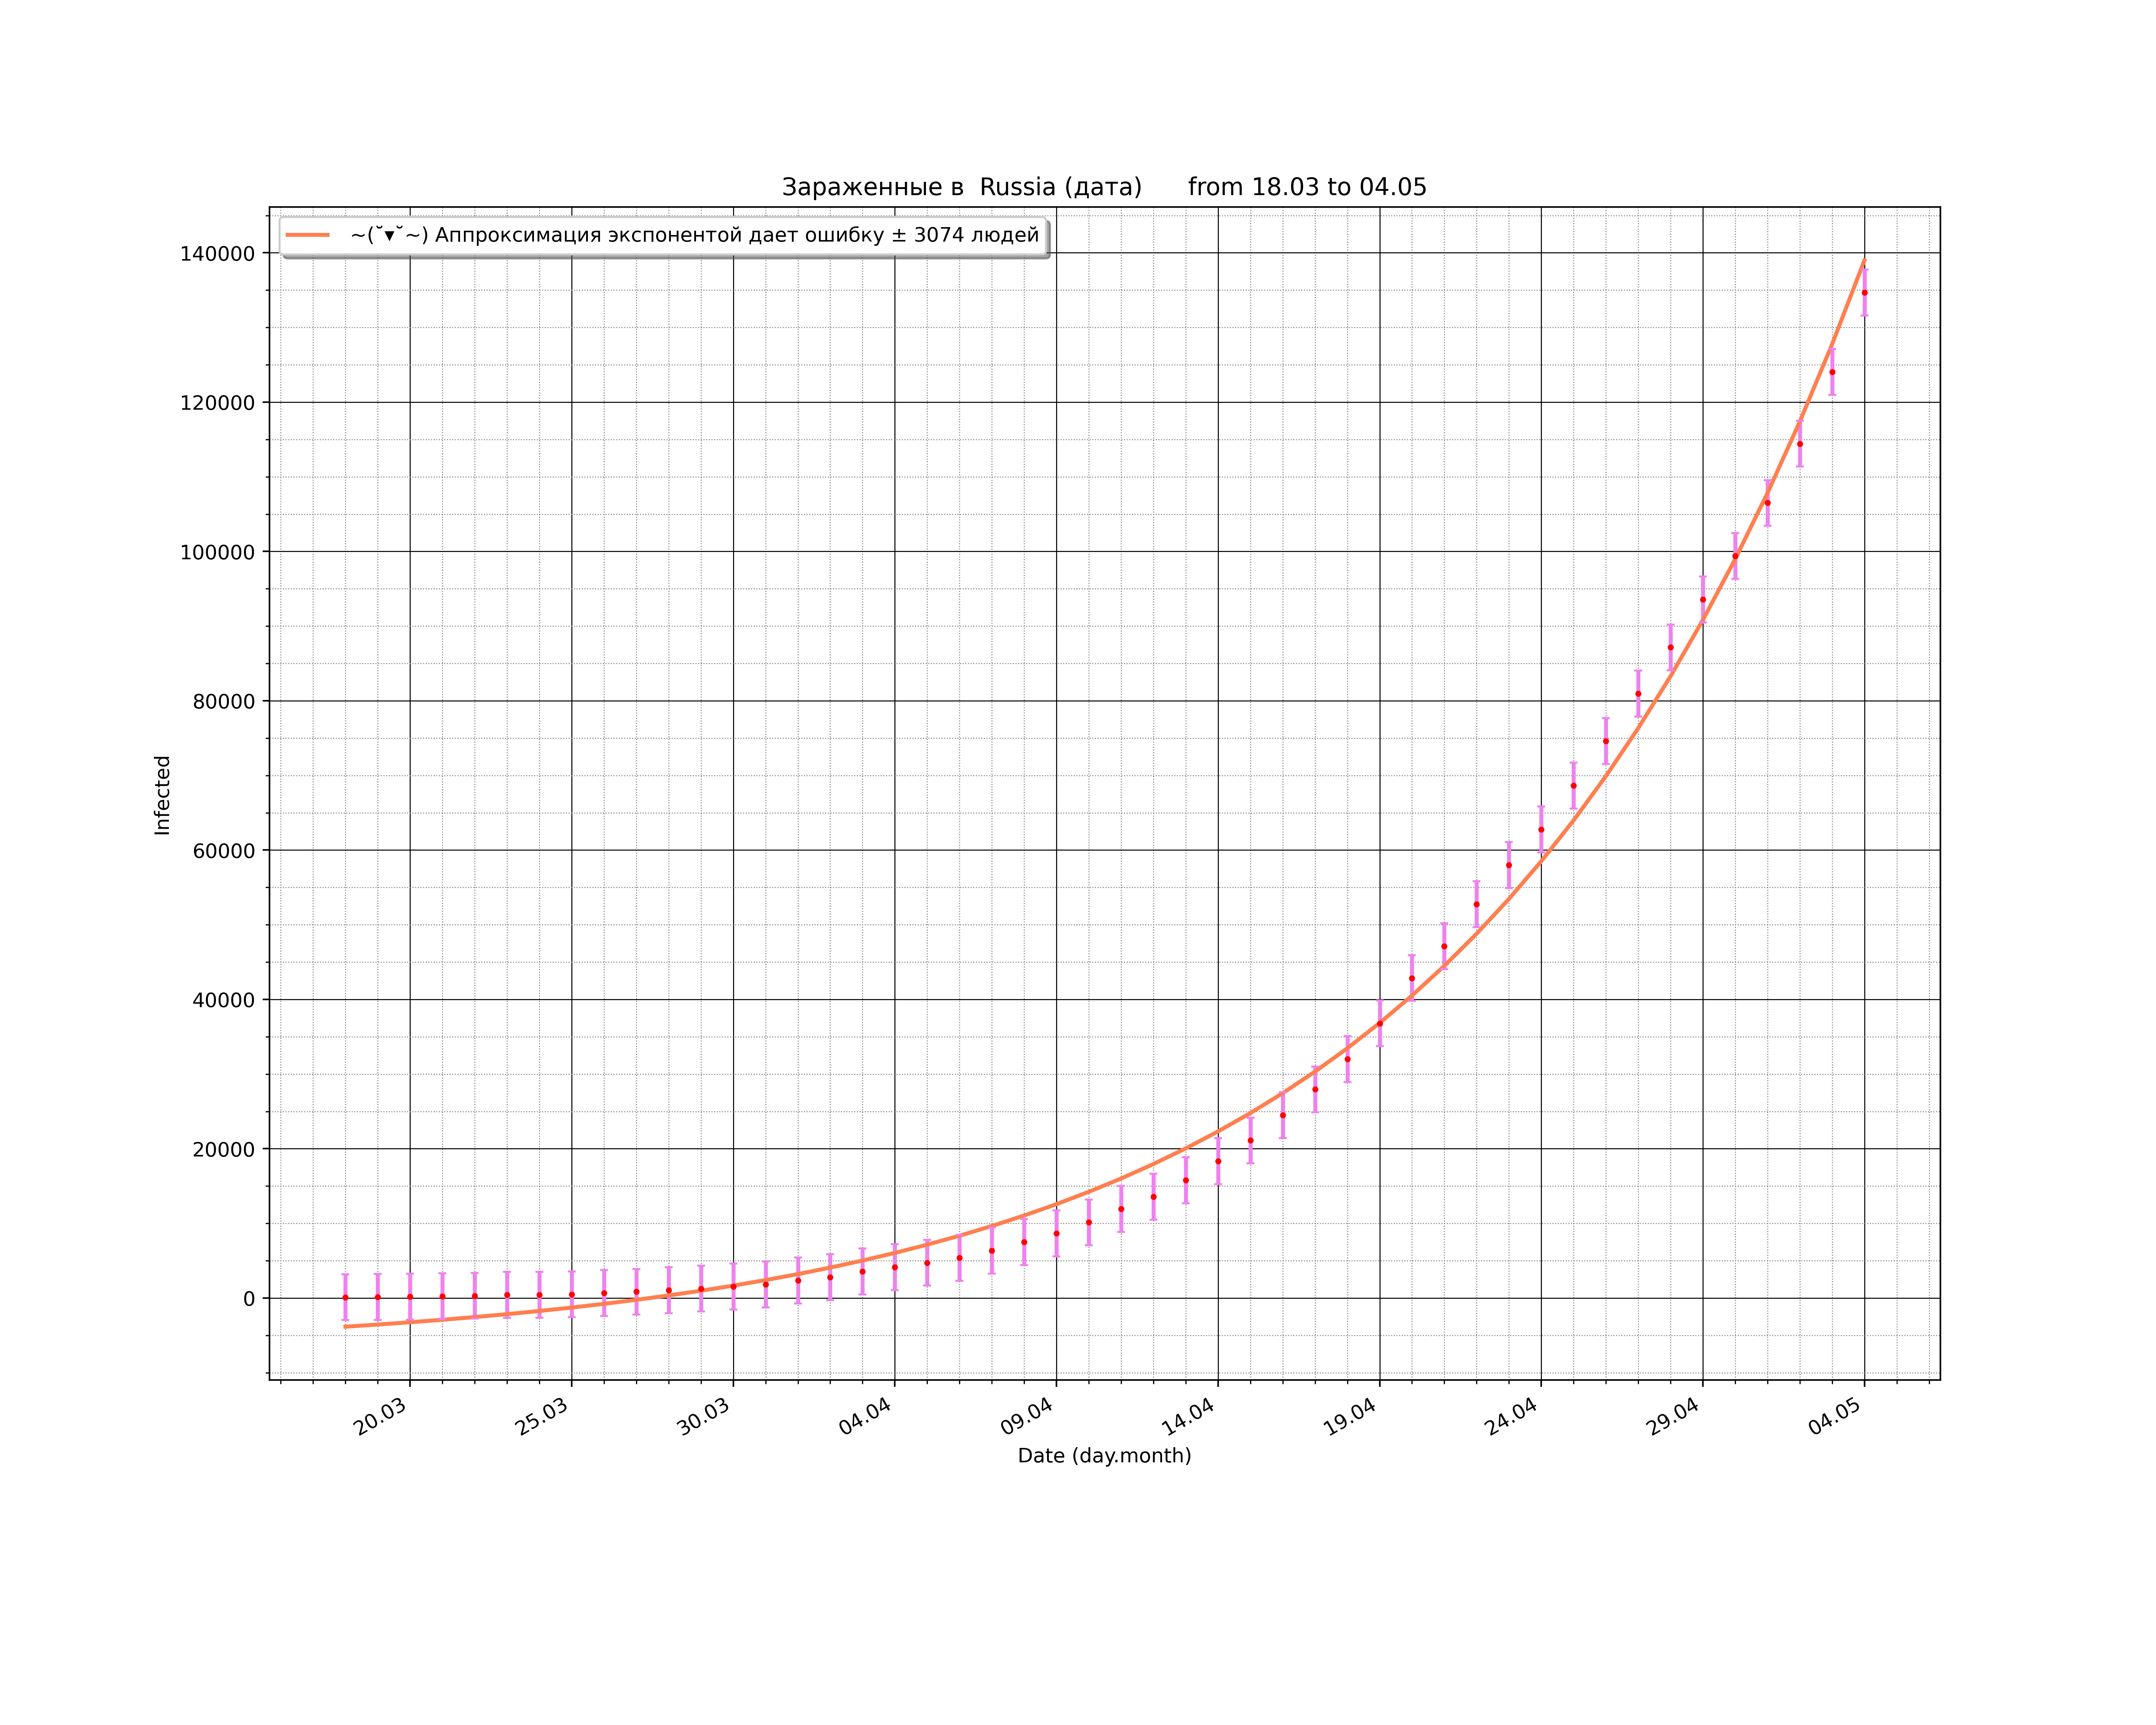 Зараженные в  Russia (дата)      from 18.03 to 04.05
~(˘▾˘~) Аппроксимация экспонентой дает ошибку ± 3074 людей
140000
120000
100000
80000
60000
40000
20000
0
Infected
20.03 25.03 30.03 04.04 09.04 14.04 19.04 24.04 29.04 04.05
Date (day.month)